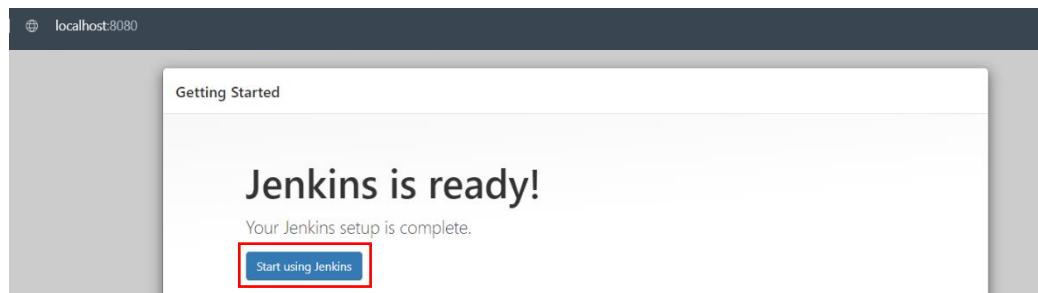 localhost:8080
Getting Started
Jenkins is ready!
Your Jenkins setup is complete.
Start using Jenkins